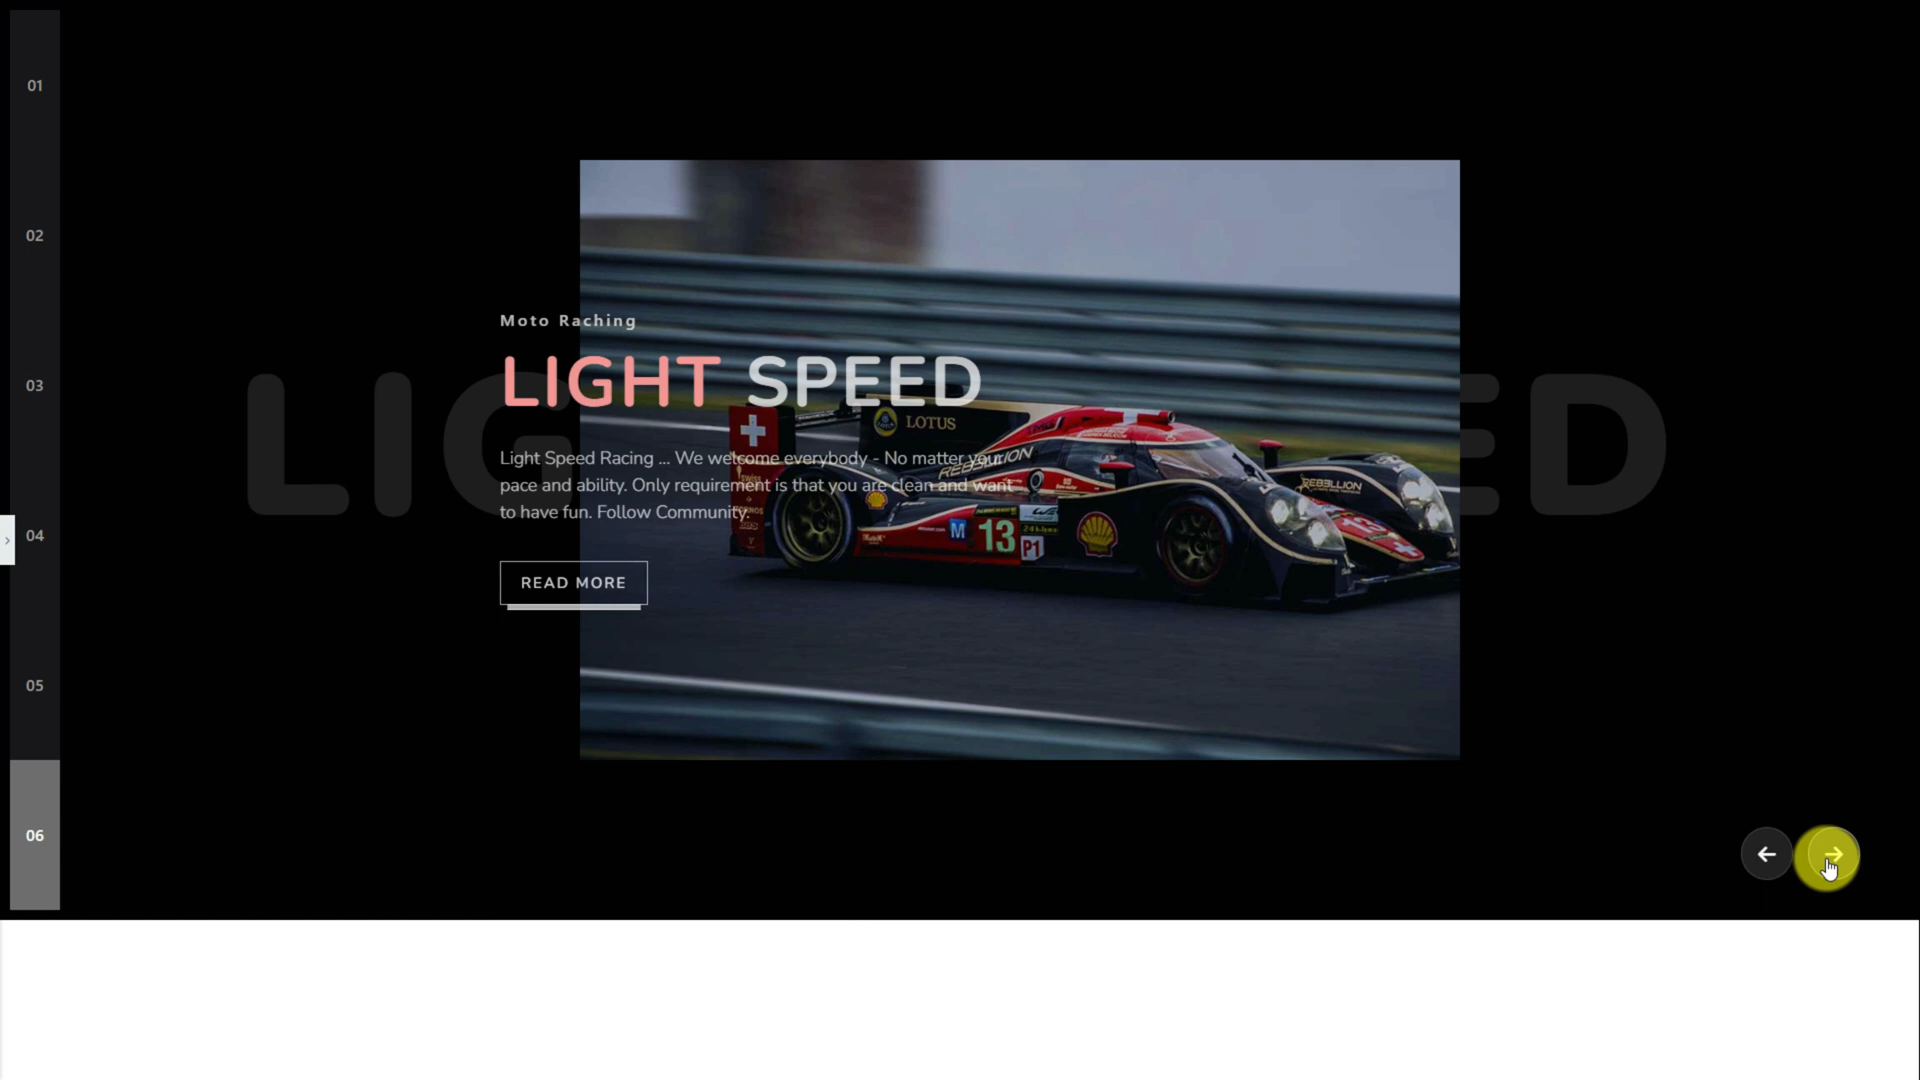 01
02
03
04
05
06
Moto Raching
LIGHT SPEED
Light Speed Racing ... We welcome everybody - No matter your
pace and ability. Only requirement is that you are clean and want
to have fun. Follow Community.
READ MORE
LOTUS
REBELLION
REBELLION
M
13
P1